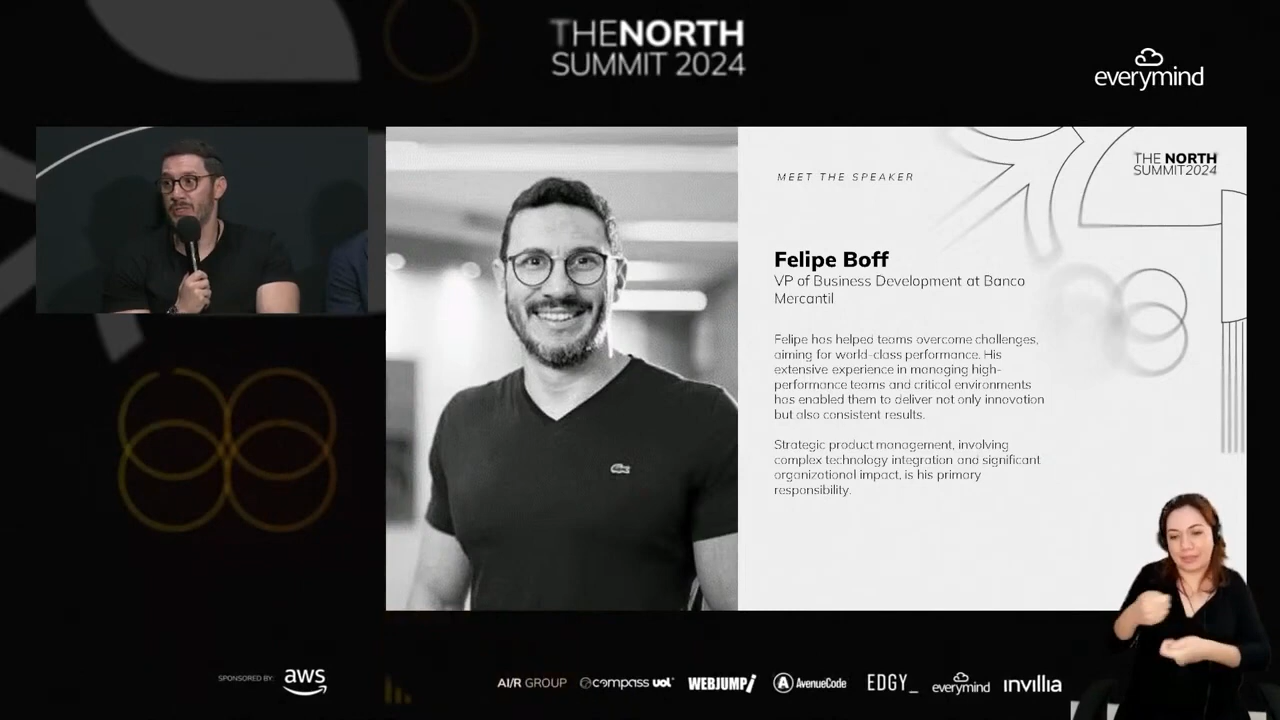 THENORTH
SUMMIT 2024
everymind
MEET THE SPEAKER
THE NORTH
SUMMIT2024
Felipe Boff
VP of Business Development at Banco
Mercantil
Felipe has helped teams overcome challenges,
aiming for world-class performance. His
extensive experience in managing high-
performance teams and critical environments
has enabled them to deliver not only innovation
but also consistent results.
Strategic product management, involving
complex technology integration and significant
organizational impact, is his primary
responsibility.
SPONSORED BY: aws
AI/R GROUP compass uol WEBJUMP AvenueCode EDGY_ everymind invillia